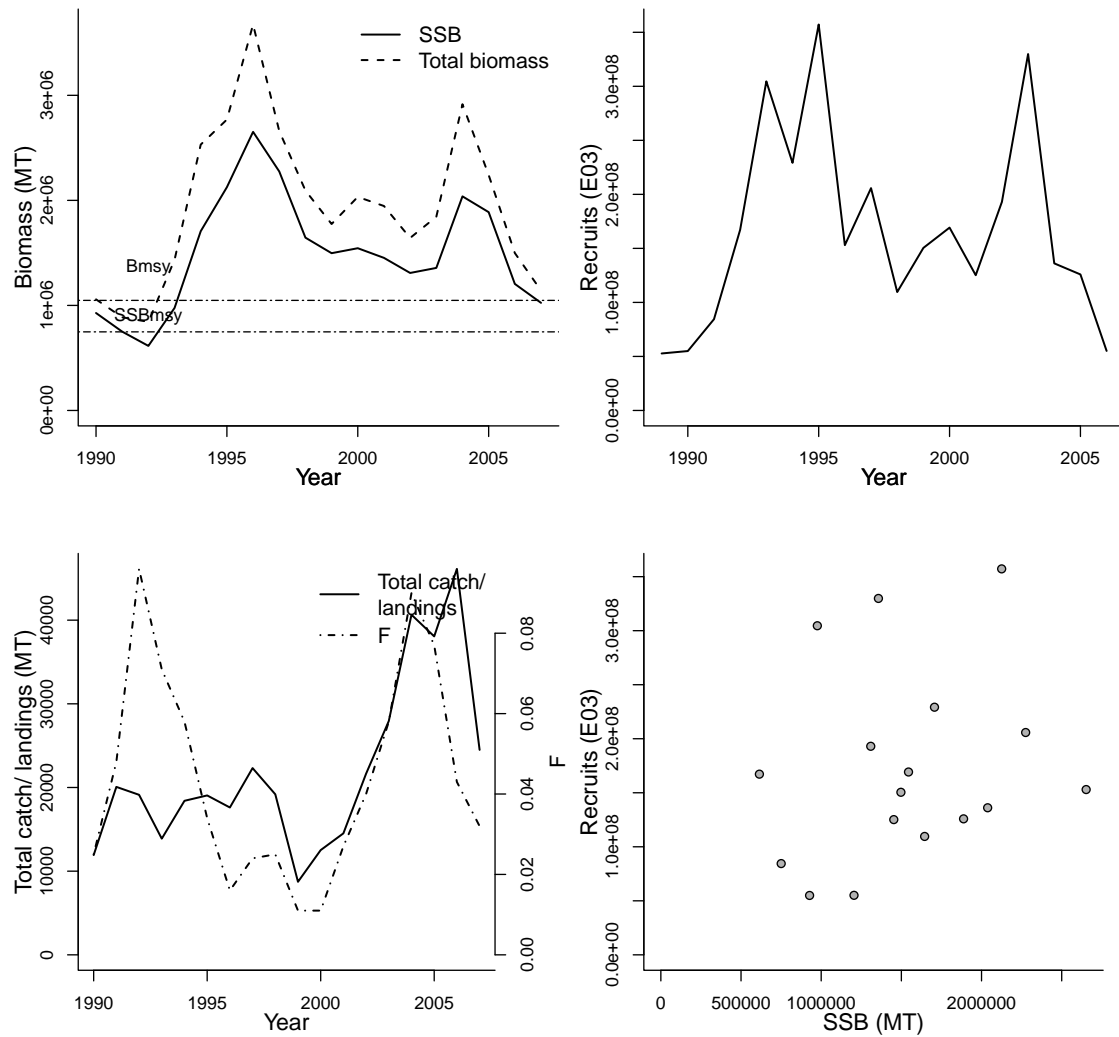 SSB
Total biomass
Biomass (MT)
3e+06
2e+06
1e+06
0e+00
Bmsy
SSBmsy
1990 1995 2000 2005
Year
Recruits (E03)
3.0e+08
2.0e+08
1.0e+08
0.0e+00
1990 1995 2000 2005
Year
Total catch/
landings
F
Total catch/ landings (MT)
40000
30000
20000
10000
0
0.08
0.06
0.04
0.02
0.00
F
1990 1995 2000 2005
Year
Recruits (E03)
3.0e+08
2.0e+08
1.0e+08
0.0e+00
0 500000 1000000 2000000
SSB (MT)